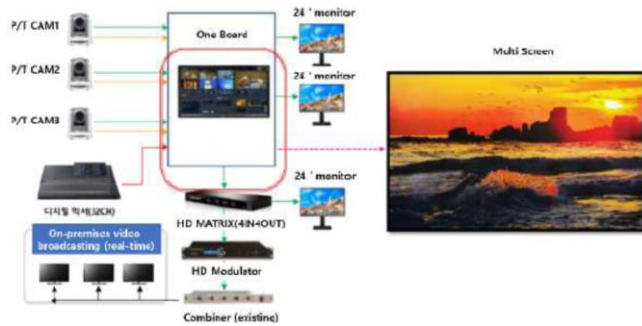 P/T CAM1
P/T CAM2
P/T CAM3
One Board
24 ' monitor
24 ' monitor
24 ' monitor
Multi Screen
디지털 믹서(32CH)
HD MATRIX(4IN4OUT)
On-premises video
broadcasting (real-time)
HD Modulator
Combiner (existing)